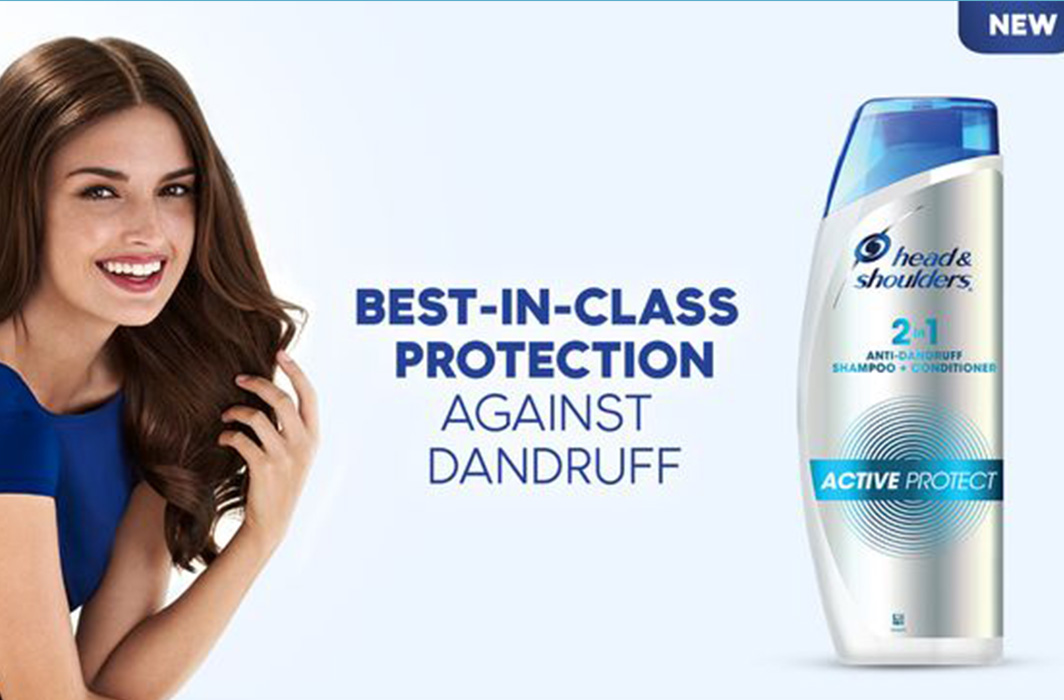 NEW
BEST-IN-CLASS
PROTECTION
AGAINST
DANDRUFF
head &
shoulders
2in1
ANTI-DANDRUFF
SHAMPOO + CONDITIONER
ACTIVE PROTECT